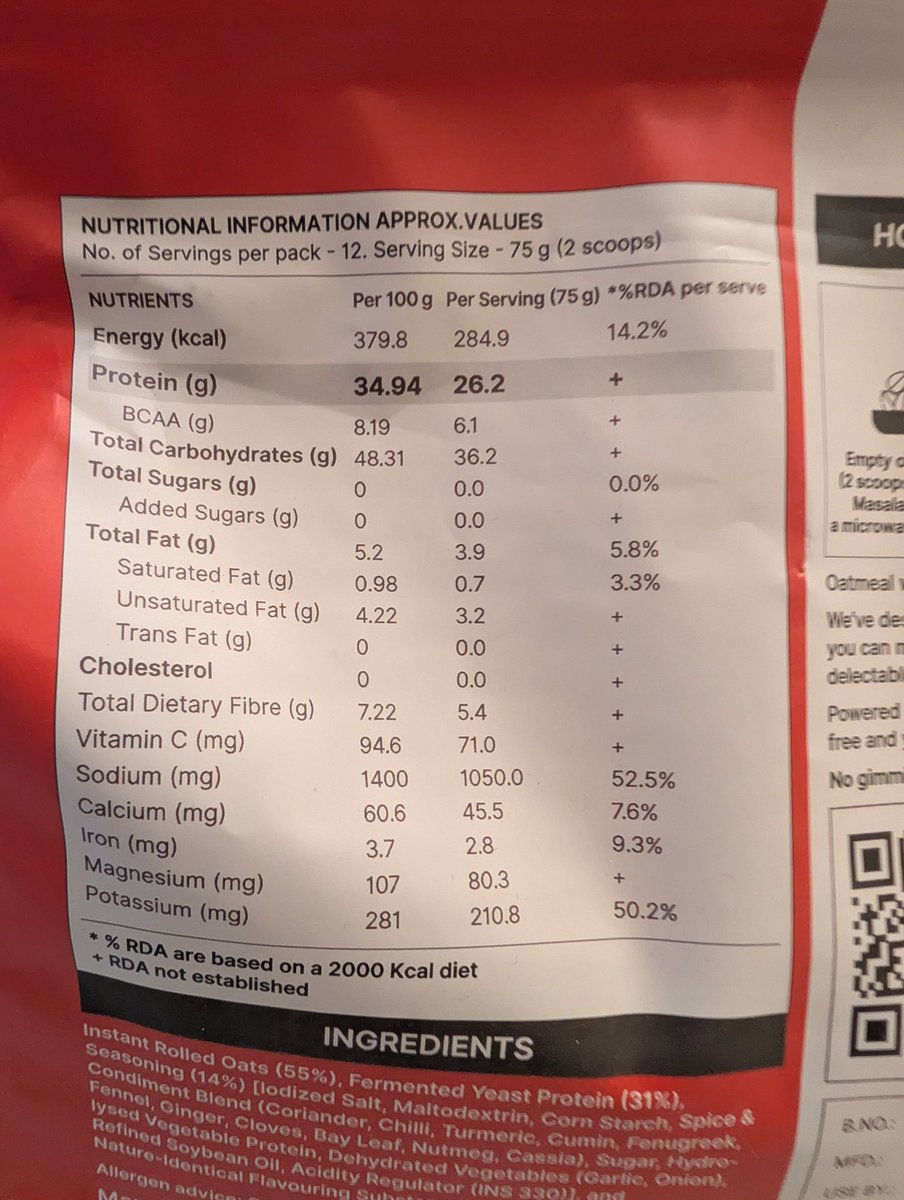 NUTRITIONAL INFORMATION APPROX.VALUES
No. of Servings per pack - 12. Serving Size - 75 g (2 scoops)
NUTRIENTS Per 100 g Per Serving (75 g) *%RDA per serve
Energy (kcal) 379.8 284.9 14.2%
Protein (g) 34.94 26.2 +
BCAA (g) 8.19 6.1 +
Total Carbohydrates (g) 48.31 36.2 +
Total Sugars (g) 0 0.0 0.0%
Added Sugars (g) 0 0.0 +
Total Fat (g) 5.2 3.9 5.8%
Saturated Fat (g) 0.98 0.7 3.3%
Unsaturated Fat (g) 4.22 3.2 +
Trans Fat (g) 0 0.0 +
Cholesterol 0 0.0 +
Total Dietary Fibre (g) 7.22 5.4 +
Vitamin C (mg) 94.6 71.0 +
Sodium (mg) 1400 1050.0 52.5%
Calcium (mg) 60.6 45.5 7.6%
Iron (mg) 3.7 2.8 9.3%
Magnesium (mg) 107 80.3 +
Potassium (mg) 281 210.8 50.2%
* % RDA are based on a 2000 Kcal diet
+ RDA not established
INGREDIENTS
Instant Rolled Oats (55%), Fermented Yeast Protein (31%),
Seasoning (14%) [Iodized Salt, Maltodextrin, Corn Starch, Spice &
Condiment Blend (Coriander, Chilli, Turmeric, Cumin, Fenugreek,
Fennel, Ginger, Cloves, Bay Leaf, Nutmeg, Cassia), Sugar, Hydro-
lysed Vegetable Protein, Dehydrated Vegetables (Garlic, Onion),
Refined Soybean Oil, Acidity Regulator (INS 330)], and
Nature-Identical Flavouring
Allergen
HO
Empty
(2 scoops
Masala
a microwa
Oatmeal
We've des
you can
delectabl
Powered
free and
No gimm
B.NO.:
MFD.:
USE BY: